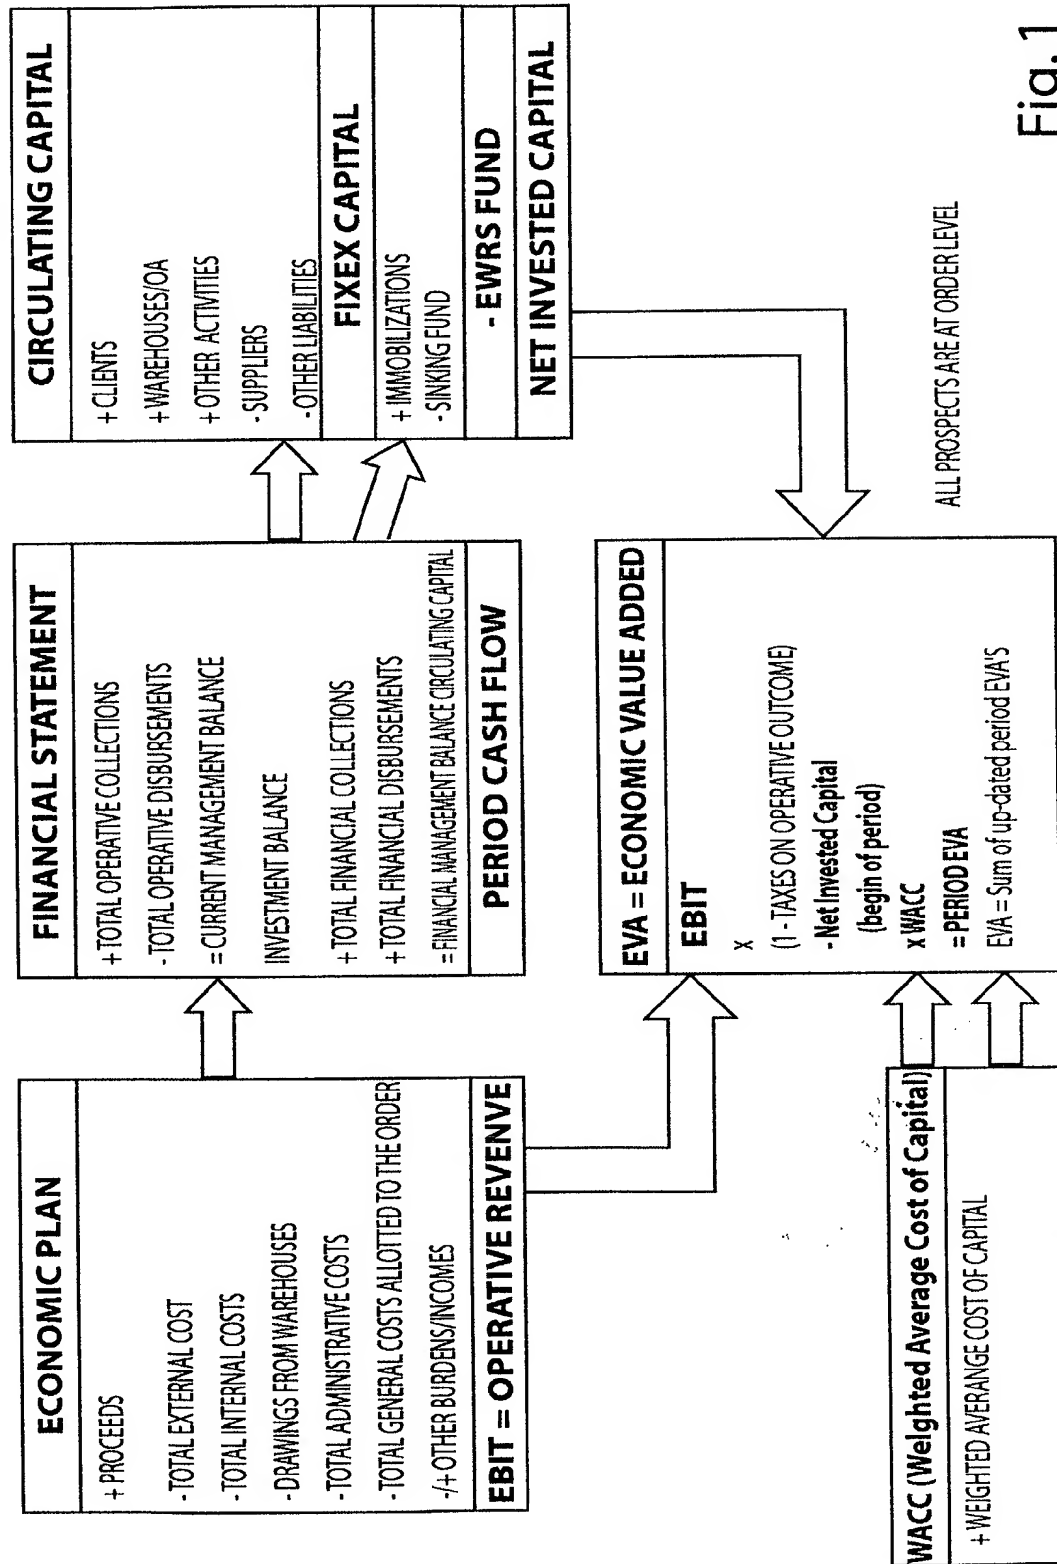 ECONOMIC PLAN
+ PROCEEDS
- TOTAL EXTERNAL COST
- TOTAL INTERNAL COSTS
- DRAWINGS FROM WAREHOUSES
- TOTAL ADMINISTRATIVE COSTS
- TOTAL GENERAL COSTS ALLOTTED TO THE ORDER
-/+ OTHER BURDENS/INCOMES
EBIT = OPERATIVE REVENVE
FINANCIAL STATEMENT
+ TOTAL OPERATIVE COLLECTIONS
- TOTAL OPERATIVE DISBURSEMENTS
= CURRENT MANAGEMENT BALANCE
INVESTMENT BALANCE
+ TOTAL FINANCIAL COLLECTIONS
+ TOTAL FINANCIAL DISBURSEMENTS
= FINANCIAL MANAGEMENT BALANCE CIRCULATING CAPITAL
PERIOD CASH FLOW
CIRCULATING CAPITAL
+ CLIENTS
+ WAREHOUSES/OA
+ OTHER ACTIVITIES
- SUPPLIERS
- OTHER LIABILITIES
FIXEX CAPITAL
+ IMMOBILIZATIONS
- SINKING FUND
- EWRS FUND
NET INVESTED CAPITAL
WACC (Welghted Average Cost of Capital)
+ WEIGHTED AVERANGE COST OF CAPITAL
EVA = ECONOMIC VALUE ADDED
EBIT
X
(1 - TAXES ON OPERATIVE OUTCOME)
- Net Invested Capital
(begin of period)
x WACC
= PERIOD EVA
EVA = Sum of up-dated period EVA'S
ALL PROSPECTS ARE AT ORDER LEVEL
Fig. 1